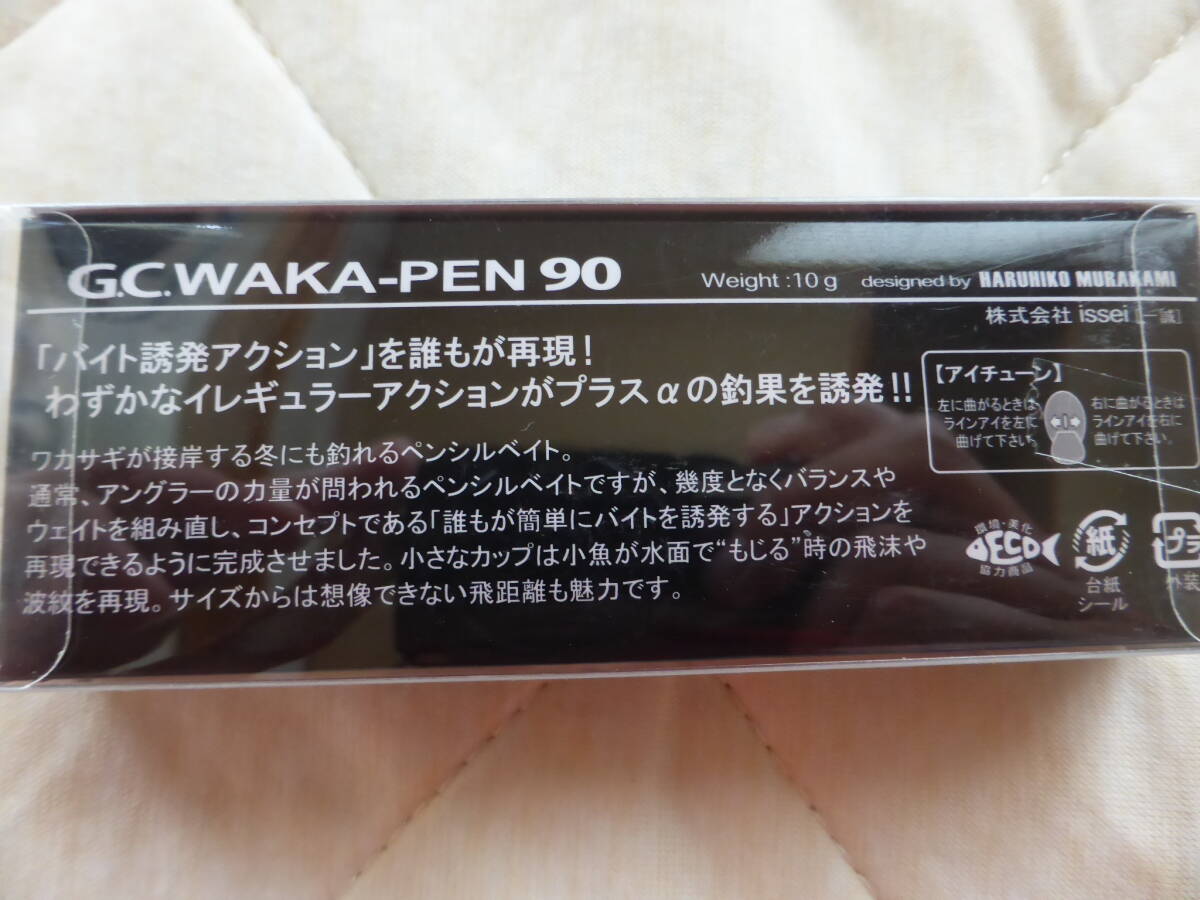 G.C.WAKA-PEN 90
Weight :10 g designed by HARUHIKO MURAKAMI
株式会社 issei [一誠]
「バイト誘発アクション」を誰もが再現!
わずかなイレギュラーアクションがプラスαの釣果を誘発!!
ワカサギが接岸する冬にも釣れるペンシルベイト。
通常、アングラーの力量が問われるペンシルベイトですが、幾度となくバランスや
ウェイトを組み直し、コンセプトである「誰もが簡単にバイトを誘発する」アクションを
再現できるように完成させました。小さなカップは小魚が水面で“もじる”時の飛沫や
波紋を再現。サイズからは想像できない飛距離も魅力です。
【アイチューン】
左に曲がるときは
ラインアイを左に
曲げて下さい。
右に曲がるときは
ラインアイを右に
曲げて下さい。
環境・美化
ECO
協力商品
紙
台紙
シール
プラ
外装